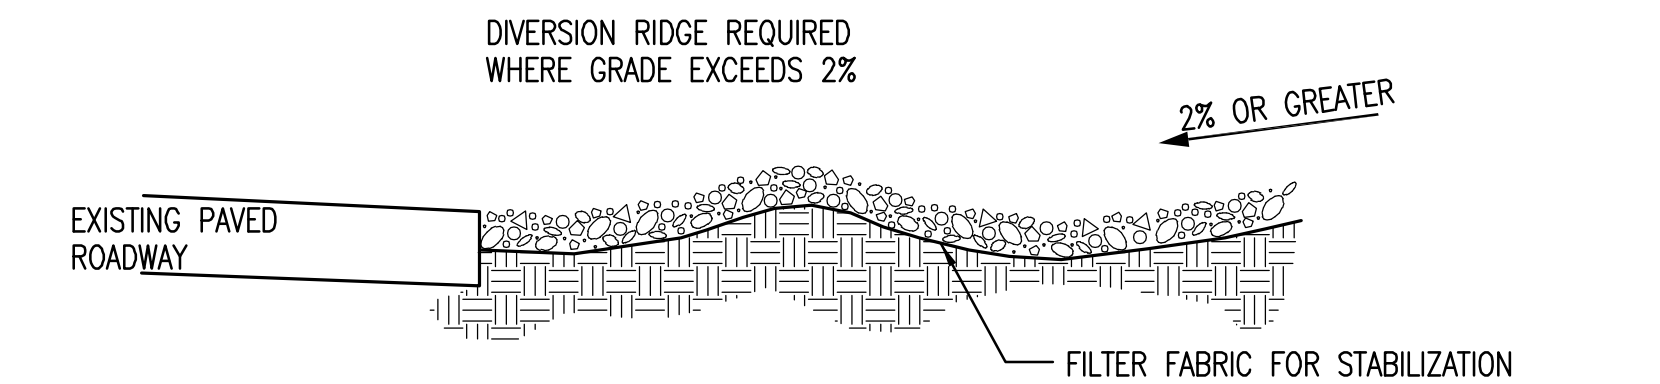 DIVERSION RIDGE REQUIRED
WHERE GRADE EXCEEDS 2%
2% OR GREATER
EXISTING PAVED
ROADWAY
FILTER FABRIC FOR STABILIZATION